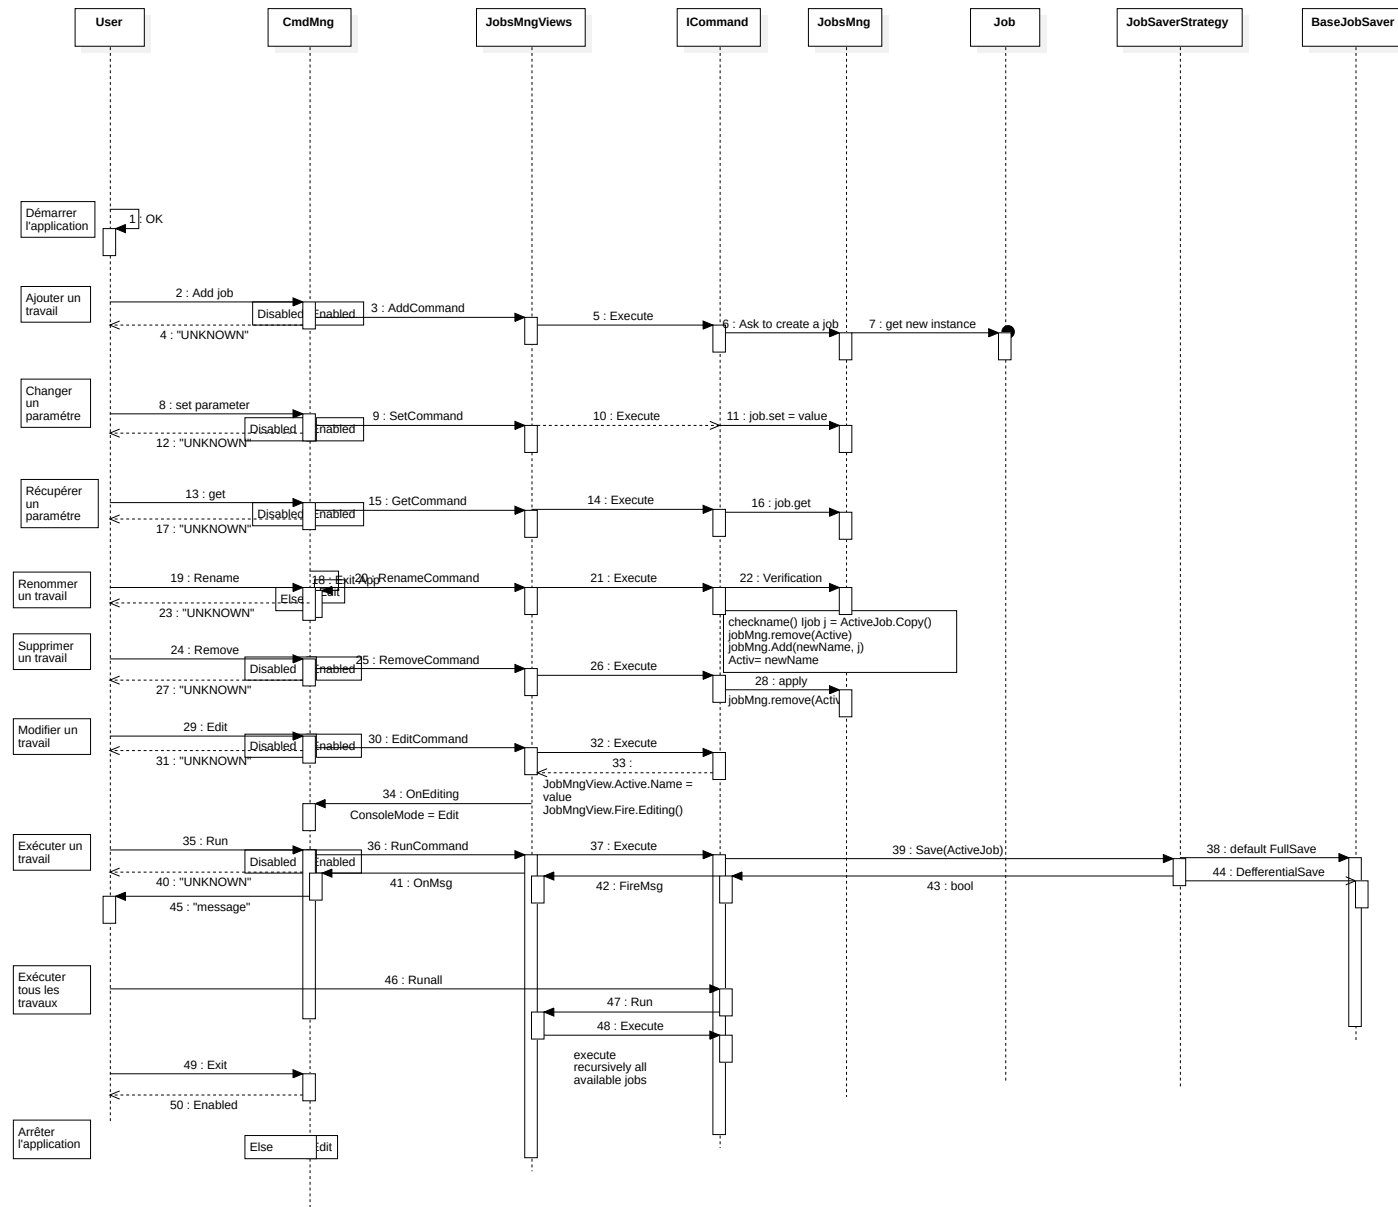 User
CmdMng
JobsMngViews
ICommand
JobsMng
Job
JobSaverStrategy
BaseJobSaver
Démarrer
l'application
1 : OK
Ajouter un
travail
2 : Add job
Disabled
Enabled
3 : AddCommand
4 : "UNKNOWN"
5 : Execute
6 : Ask to create a job
7 : get new instance
Changer
un
paramétre
8 : set parameter
Disabled
Enabled
9 : SetCommand
10 : Execute
11 : job.set = value
12 : "UNKNOWN"
Récupérer
un
paramétre
13 : get
Disabled
Enabled
15 : GetCommand
14 : Execute
16 : job.get
17 : "UNKNOWN"
Renommer
un travail
19 : Rename
18 : Exit App
20 : RenameCommand
Else
Edit
21 : Execute
22 : Verification
23 : "UNKNOWN"
checkname() Ijob j = ActiveJob.Copy()
jobMng.remove(Active)
jobMng.Add(newName, j)
Activ= newName
Supprimer
un travail
24 : Remove
Disabled
Enabled
25 : RemoveCommand
26 : Execute
27 : "UNKNOWN"
28 : apply
jobMng.remove(Activ
Modifier un
travail
29 : Edit
Disabled
Enabled
30 : EditCommand
31 : "UNKNOWN"
32 : Execute
33 :
JobMngView.Active.Name =
value
JobMngView.Fire.Editing()
34 : OnEditing
ConsoleMode = Edit
Exécuter un
travail
35 : Run
Disabled
Enabled
36 : RunCommand
37 : Execute
39 : Save(ActiveJob)
38 : default FullSave
40 : "UNKNOWN"
41 : OnMsg
42 : FireMsg
43 : bool
44 : DefferentialSave
45 : "message"
Exécuter
tous les
travaux
46 : Runall
47 : Run
48 : Execute
execute
recursively all
available jobs
49 : Exit
50 : Enabled
Arrêter
l'application
Else
Edit